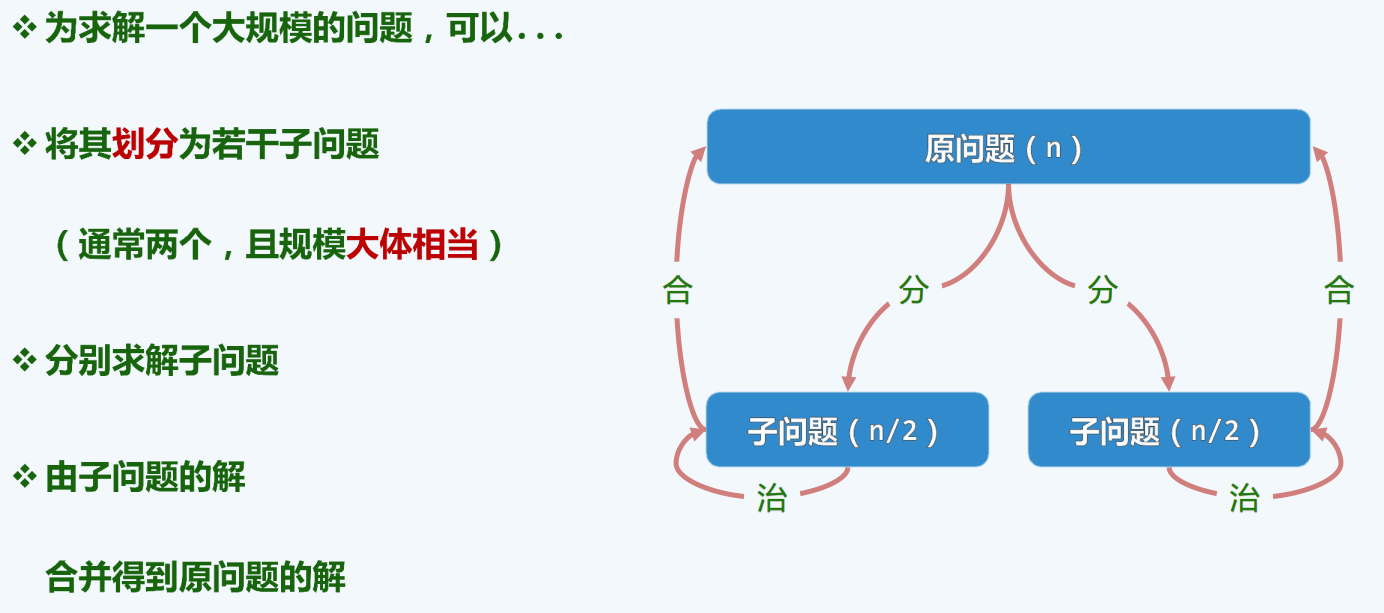 ❖ 为求解一个大规模的问题，可以...
❖ 将其划分为若干子问题
（通常两个，且规模大体相当）
❖ 分别求解子问题
❖ 由子问题的解
合并得到原问题的解
原问题（n）
合
分
分
合
子问题（n/2）
子问题（n/2）
治
治